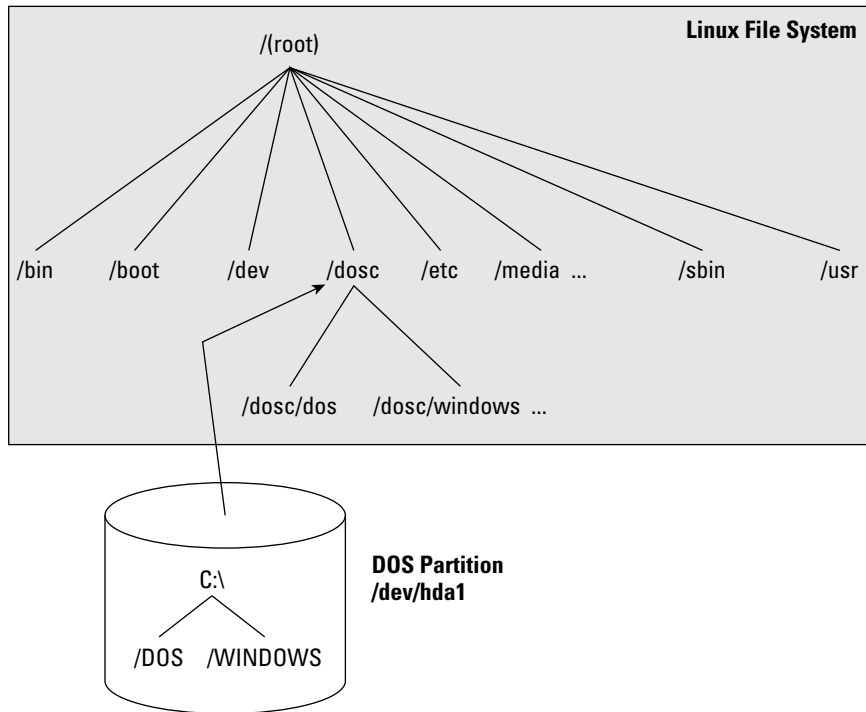 Linux File System
/(root)
/bin /boot /dev /dosc /etc /media ... /sbin /usr
/dosc/dos /dosc/windows ...
DOS Partition
/dev/hda1
C:\
/DOS /WINDOWS